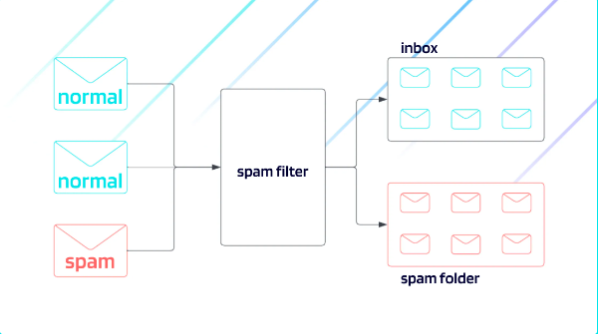 inbox
normal
normal
spam filter
spam
spam folder